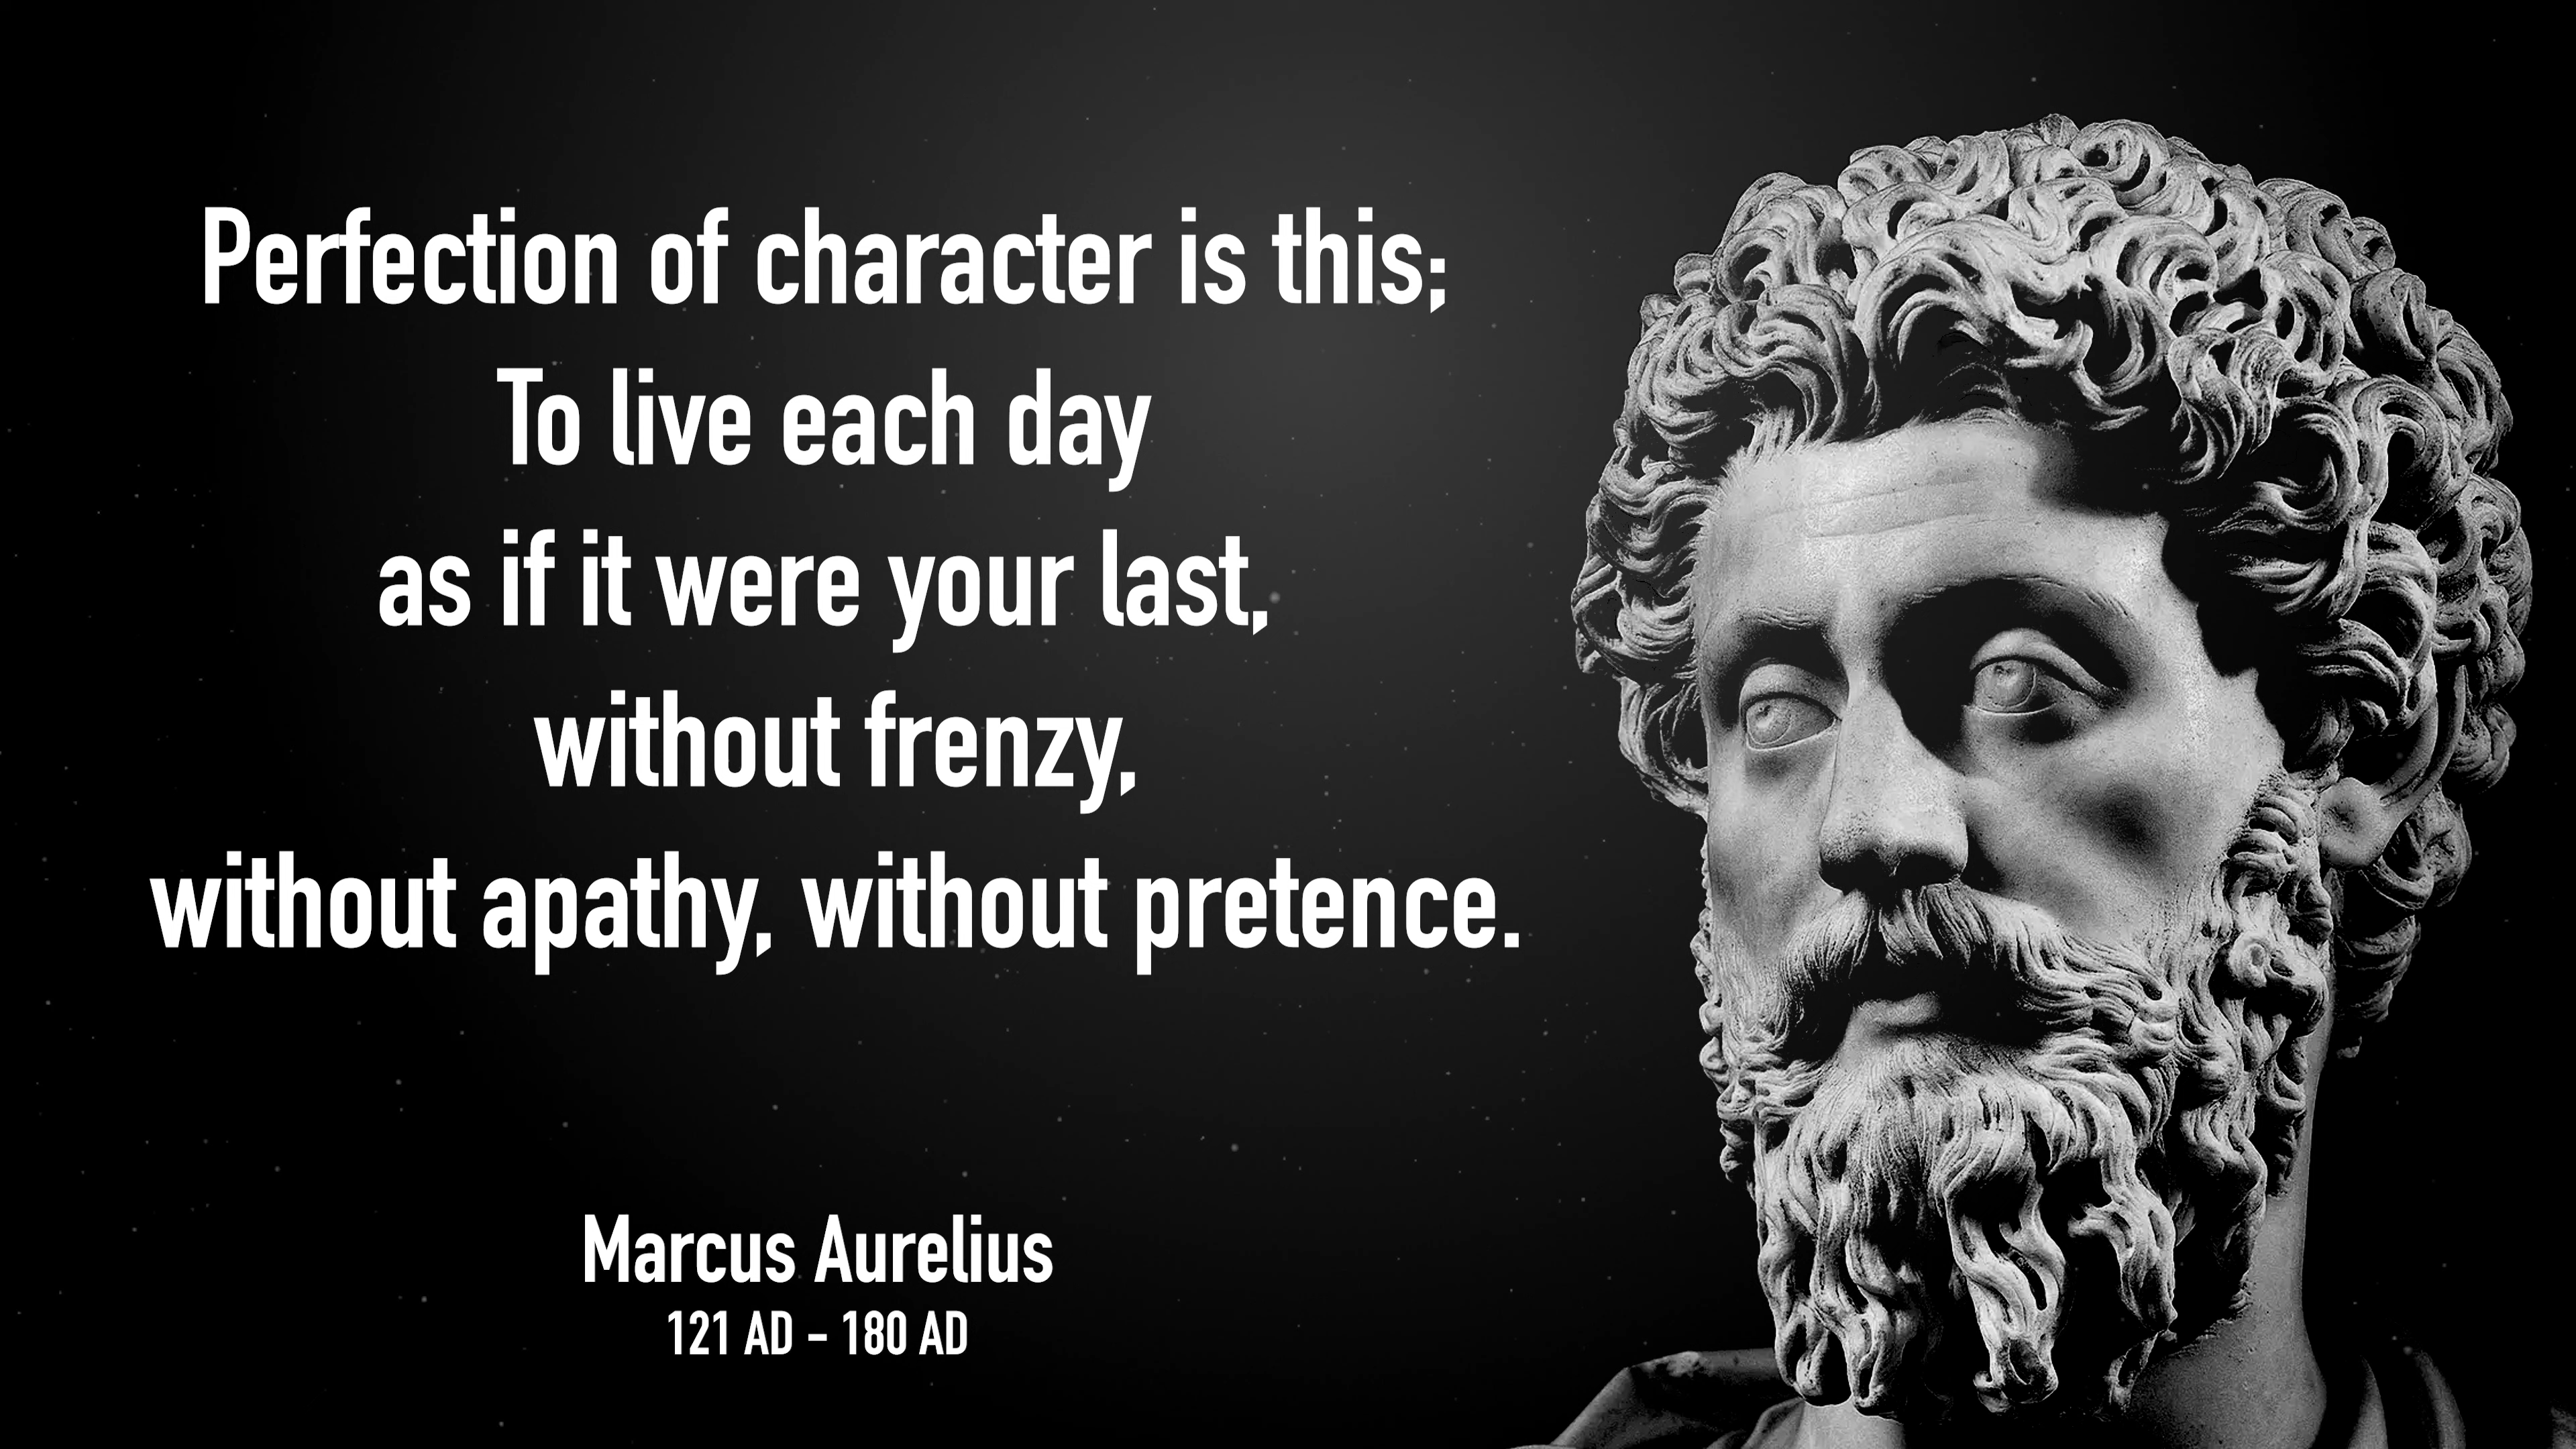 Perfection of character is this;
To live each day
as if it were your last,
without frenzy,
without apathy, without pretence.
Marcus Aurelius
121 AD – 180 AD